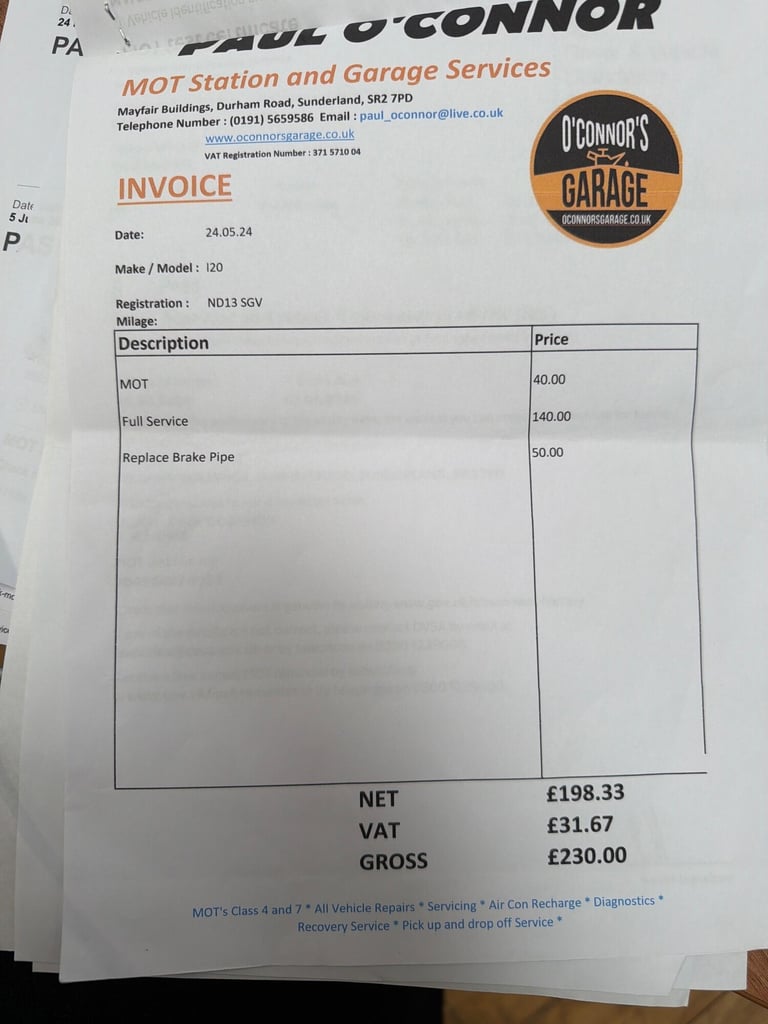 PAUL O'CONNOR
MOT Station and Garage Services
Mayfair Buildings, Durham Road, Sunderland, SR2 7PD
Telephone Number : (0191) 5659586 Email : paul_oconnor@live.co.uk
www.oconnorsgarage.co.uk
VAT Registration Number : 371 5710 04
O'CONNOR'S
GARAGE
OCONNORSGARAGE.CO.UK
INVOICE
Date: 24.05.24
Make / Model : I20
Registration : ND13 SGV
Milage:
Description Price
MOT 40.00
Full Service 140.00
Replace Brake Pipe 50.00
NET £198.33
VAT £31.67
GROSS £230.00
MOT's Class 4 and 7 * All Vehicle Repairs * Servicing * Air Con Recharge * Diagnostics *
Recovery Service * Pick up and drop off Service *